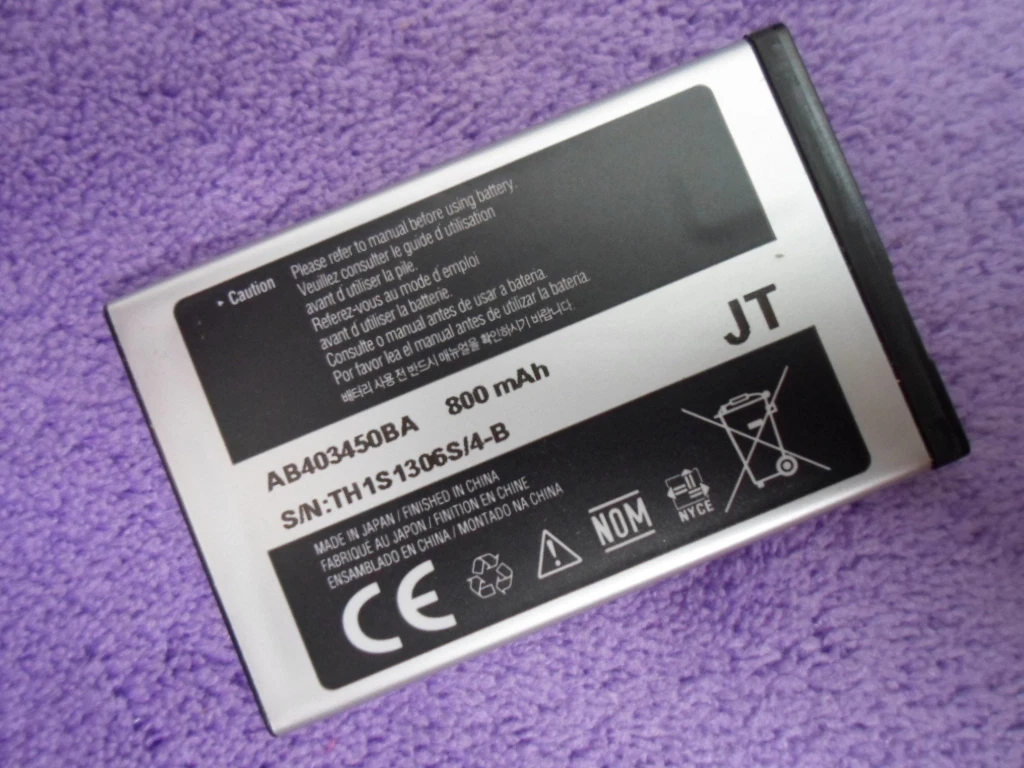 ▸ Caution
Please refer to manual before using battery.
Veuillez consulter le guide d'utilisation
avant d'utiliser la pile.
Referez-vous au mode d'emploi
avant d'utiliser la batterie.
Consulte o manual antes de usar a bateria.
Por favor lea el manual antes de utilizar la bateria.
배터리 사용 전 반드시 매뉴얼을 확인하시기 바랍니다.
AB403450BA 800 mAh
JT
S/N:TH1S1306S/4-B
MADE IN JAPAN / FINISHED IN CHINA
FABRIQUE AU JAPON / FINITION EN CHINE
ENSAMBLADO EN CHINA / MONTADO NA CHINA
CE
NOM
NYCE